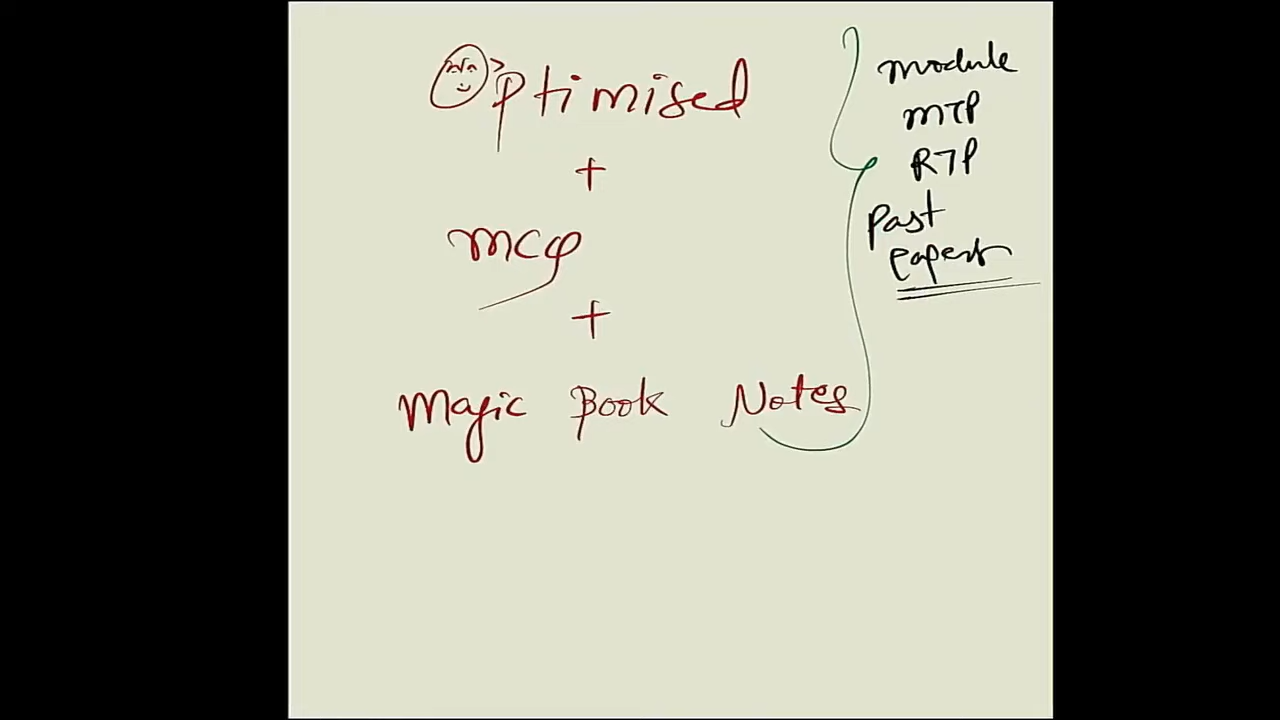 Optimised
+
MCQ
+
Magic Book Notes
Module
MTP
RTP
Past
papers